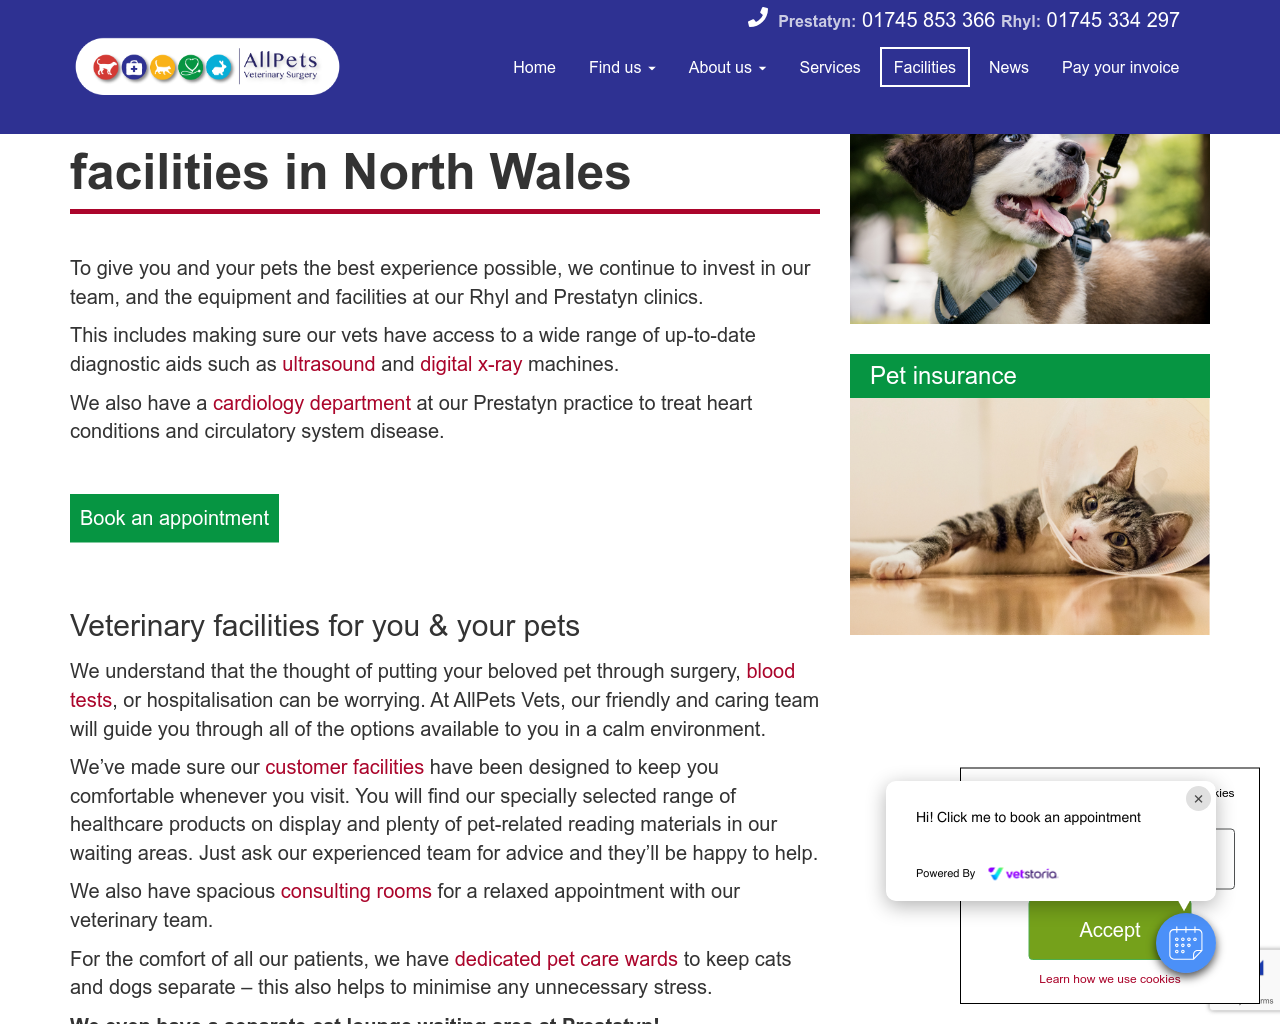 Prestatyn: 01745 853 366 Rhyl: 01745 334 297
AllPets
Veterinary Surgery
Home
Find us
About us
Services
Facilities
News
Pay your invoice
facilities in North Wales
To give you and your pets the best experience possible, we continue to invest in our
team, and the equipment and facilities at our Rhyl and Prestatyn clinics.
This includes making sure our vets have access to a wide range of up-to-date
diagnostic aids such as ultrasound and digital x-ray machines.
We also have a cardiology department at our Prestatyn practice to treat heart
conditions and circulatory system disease.
Book an appointment
Pet insurance
Veterinary facilities for you & your pets
We understand that the thought of putting your beloved pet through surgery, blood
tests, or hospitalisation can be worrying. At AllPets Vets, our friendly and caring team
will guide you through all of the options available to you in a calm environment.
We’ve made sure our customer facilities have been designed to keep you
comfortable whenever you visit. You will find our specially selected range of
healthcare products on display and plenty of pet-related reading materials in our
waiting areas. Just ask our experienced team for advice and they’ll be happy to help.
We also have spacious consulting rooms for a relaxed appointment with our
veterinary team.
For the comfort of all our patients, we have dedicated pet care wards to keep cats
and dogs separate – this also helps to minimise any unnecessary stress.
We even have a separate cat lounge waiting area at Prestatyn!
Hi! Click me to book an appointment
Powered By vetstoria
Accept
Learn how we use cookies